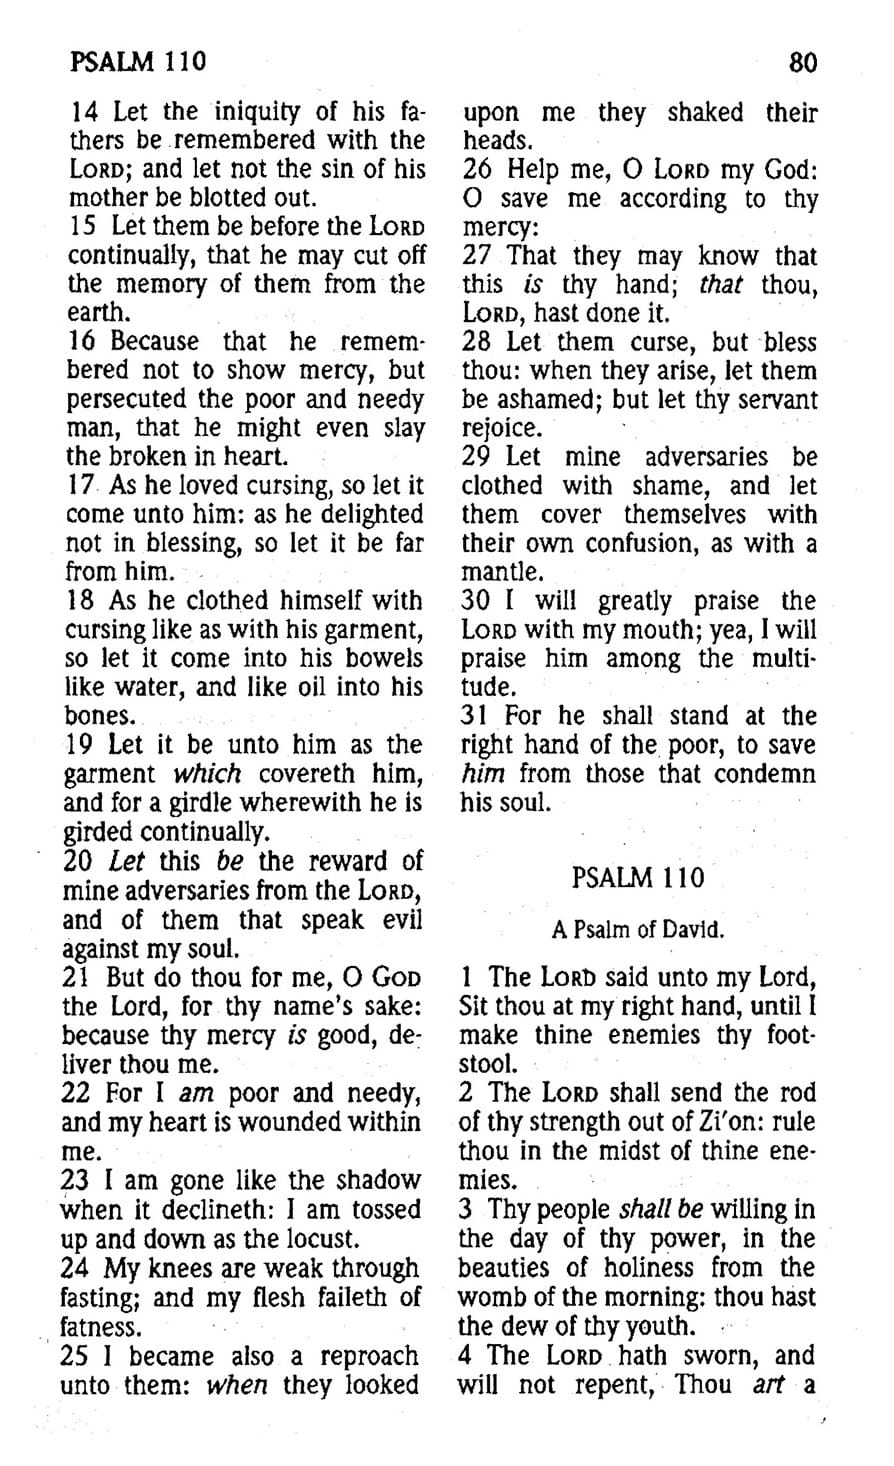 PSALM 110
80
14 Let the iniquity of his fa-
thers be remembered with the
LORD; and let not the sin of his
mother be blotted out.
15 Let them be before the LORD
continually, that he may cut off
the memory of them from the
earth.
16 Because that he remem-
bered not to show mercy, but
persecuted the poor and needy
man, that he might even slay
the broken in heart.
17 As he loved cursing, so let it
come unto him: as he delighted
not in blessing, so let it be far
from him.
18 As he clothed himself with
cursing like as with his garment,
so let it come into his bowels
like water, and like oil into his
bones.
19 Let it be unto him as the
garment which covereth him,
and for a girdle wherewith he is
girded continually.
20 Let this be the reward of
mine adversaries from the LORD,
and of them that speak evil
against my soul.
21 But do thou for me, O GOD
the Lord, for thy name's sake:
because thy mercy is good, de-
liver thou me.
22 For I am poor and needy,
and my heart is wounded within
me.
23 I am gone like the shadow
when it declineth: I am tossed
up and down as the locust.
24 My knees are weak through
fasting; and my flesh faileth of
fatness.
25 I became also a reproach
unto them: when they looked
upon me they shaked their
heads.
26 Help me, O LORD my God:
O save me according to thy
mercy:
27 That they may know that
this is thy hand; that thou,
LORD, hast done it.
28 Let them curse, but bless
thou: when they arise, let them
be ashamed; but let thy servant
rejoice.
29 Let mine adversaries be
clothed with shame, and let
them cover themselves with
their own confusion, as with a
mantle.
30 I will greatly praise the
LORD with my mouth; yea, I will
praise him among the multi-
tude.
31 For he shall stand at the
right hand of the poor, to save
him from those that condemn
his soul.
PSALM 110
A Psalm of David.
1 The LORD said unto my Lord,
Sit thou at my right hand, until I
make thine enemies thy foot-
stool.
2 The LORD shall send the rod
of thy strength out of Zi'on: rule
thou in the midst of thine ene-
mies.
3 Thy people shall be willing in
the day of thy power, in the
beauties of holiness from the
womb of the morning: thou hast
the dew of thy youth.
4 The LORD hath sworn, and
will not repent, Thou art a